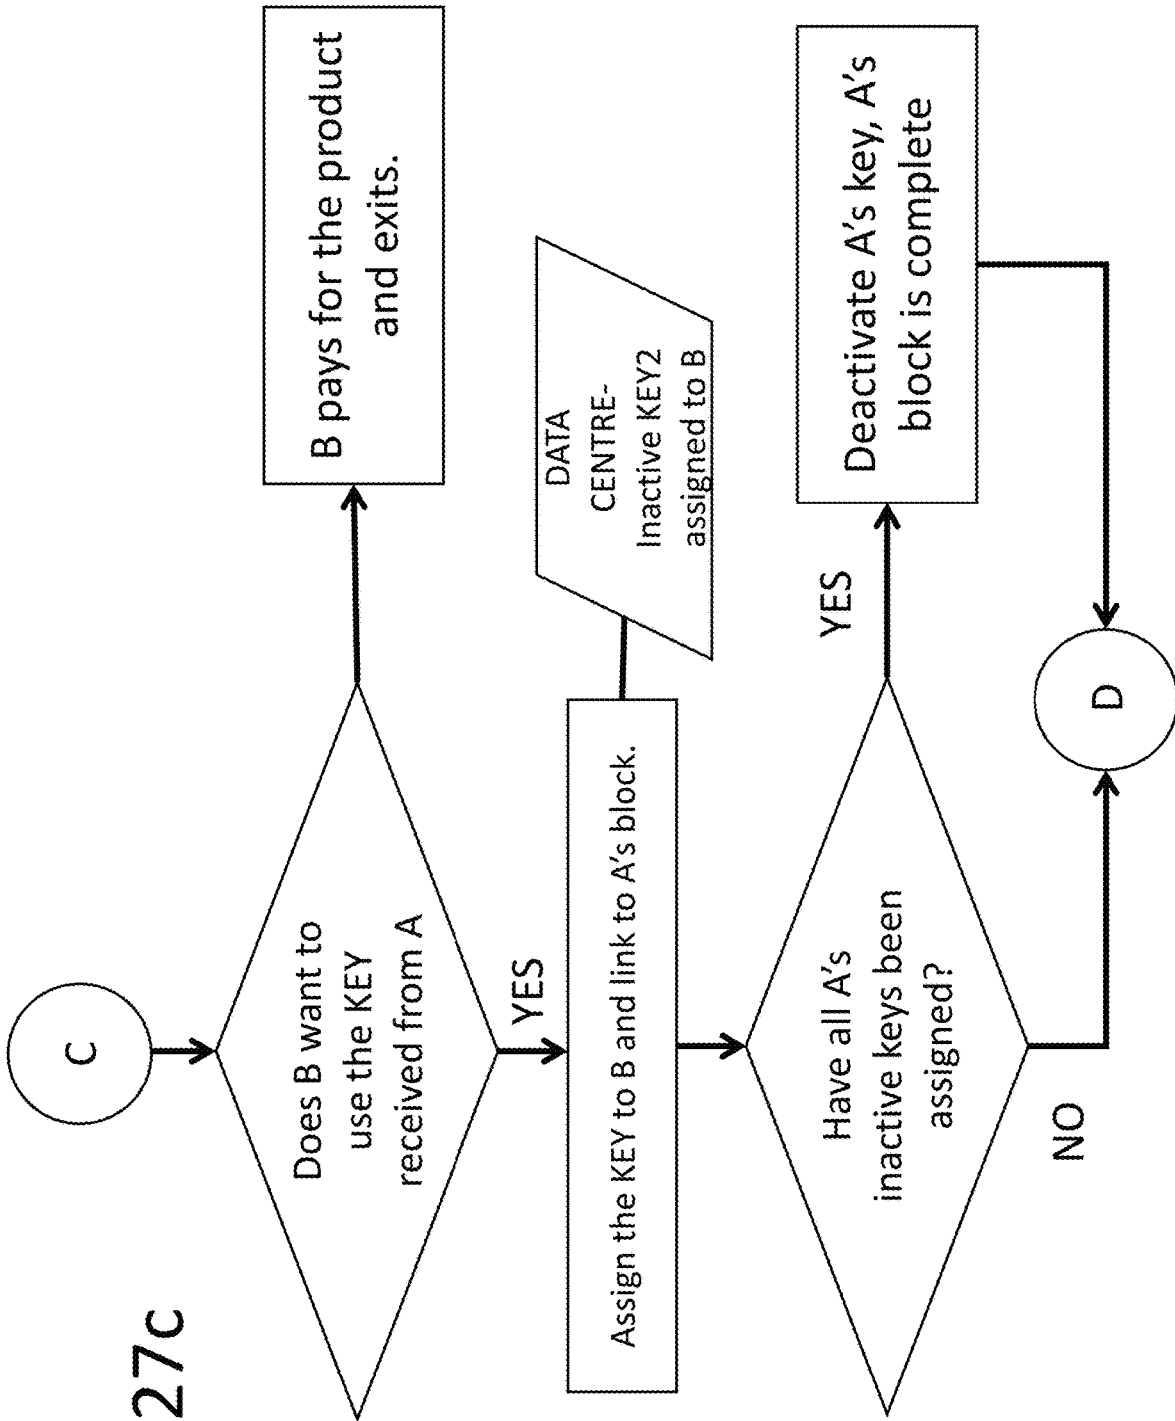 27c
C
Does B want to
use the KEY
received from A
B pays for the product
and exits.
YES
Assign the KEY to B and link to A's block.
DATA
CENTRE-
Inactive KEY2
assigned to B
Have all A's
inactive keys been
assigned?
YES
Deactivate A's key, A's
block is complete
NO
D